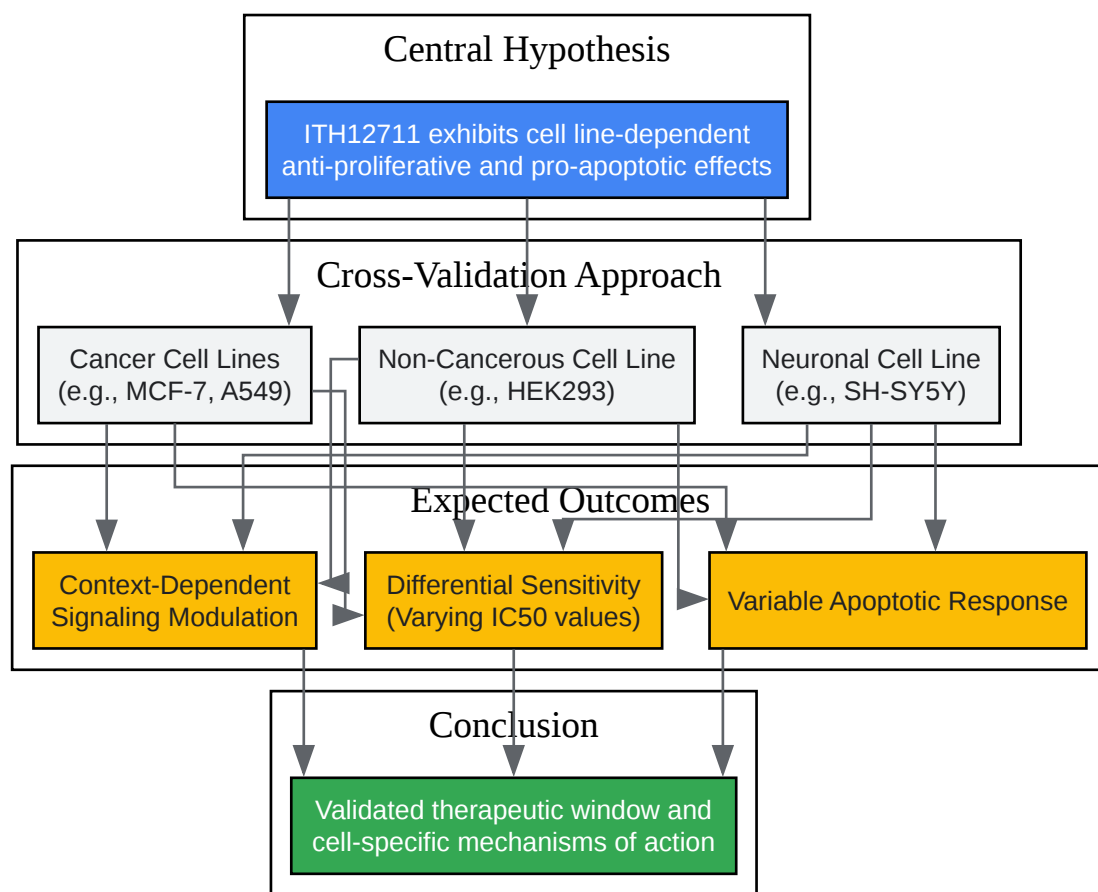 Central Hypothesis
ITH12711 exhibits cell line-dependent
anti-proliferative and pro-apoptotic effects
Cross-Validation Approach
Cancer Cell Lines
(e.g., MCF-7, A549)
Non-Cancerous Cell Line
(e.g., HEK293)
Neuronal Cell Line
(e.g., SH-SY5Y)
Expected Outcomes
Context-Dependent
Signaling Modulation
Differential Sensitivity
(Varying IC50 values)
Variable Apoptotic Response
Conclusion
Validated therapeutic window and
cell-specific mechanisms of action